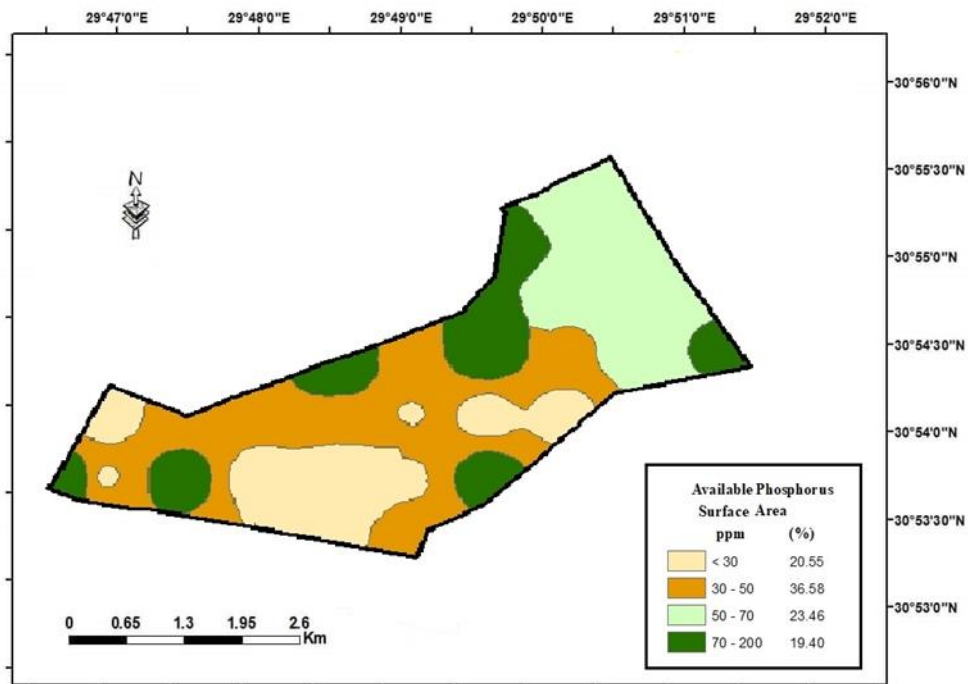 29°47'0"E 29°48'0"E 29°49'0"E 29°50'0"E 29°51'0"E 29°52'0"E
30°56'0"N
30°55'30"N
N
30°55'0"N
30°54'30"N
30°54'0"N
30°53'30"N
30°53'0"N
Available Phosphorus
Surface Area
ppm (%)
< 30 20.55
30 - 50 36.58
50 - 70 23.46
70 - 200 19.40
0 0.65 1.3 1.95 2.6
Km